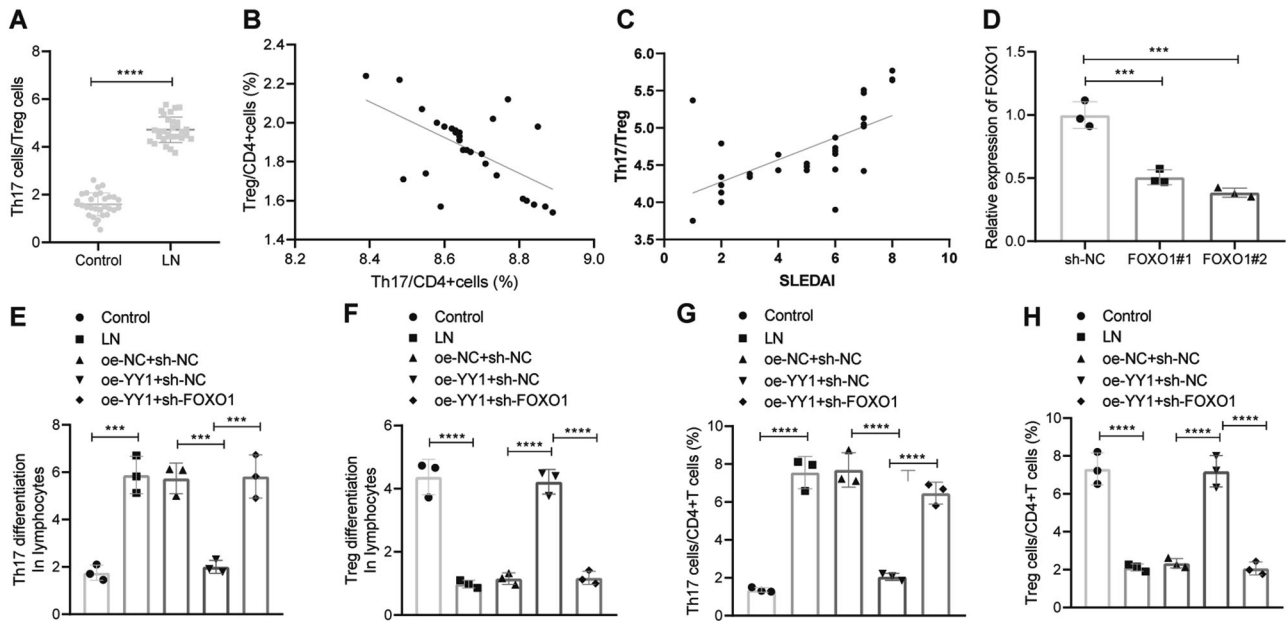 A
Th17 cells/Treg cells
8
6
4
2
0
****
Control
LN
B
Treg/CD4+cells (%)
2.4
2.2
2.0
1.8
1.6
1.4
8.2
8.4
8.6
8.8
9.0
Th17/CD4+cells (%)
C
Th17/Treg
6.0
5.5
5.0
4.5
4.0
3.5
0
2
4
6
8
10
SLEDAI
D
Relative expression of FOXO1
1.5
1.0
0.5
0.0
***
***
sh-NC
FOXO1#1
FOXO1#2
E
Control
LN
oe-NC+sh-NC
oe-YY1+sh-NC
oe-YY1+sh-FOXO1
Th17 differentiation
In lymphocytes
8
6
4
2
0
***
***
***
F
Control
LN
oe-NC+sh-NC
oe-YY1+sh-NC
oe-YY1+sh-FOXO1
Treg differentiation
In lymphocytes
6
4
2
0
****
****
****
G
Control
LN
oe-NC+sh-NC
oe-YY1+sh-NC
oe-YY1+sh-FOXO1
Th17 cells/CD4+T cells (%)
10
8
6
4
2
0
****
****
****
H
Control
LN
oe-NC+sh-NC
oe-YY1+sh-NC
oe-YY1+sh-FOXO1
Treg cells/CD4+T cells (%)
10
8
6
4
2
0
****
****
****